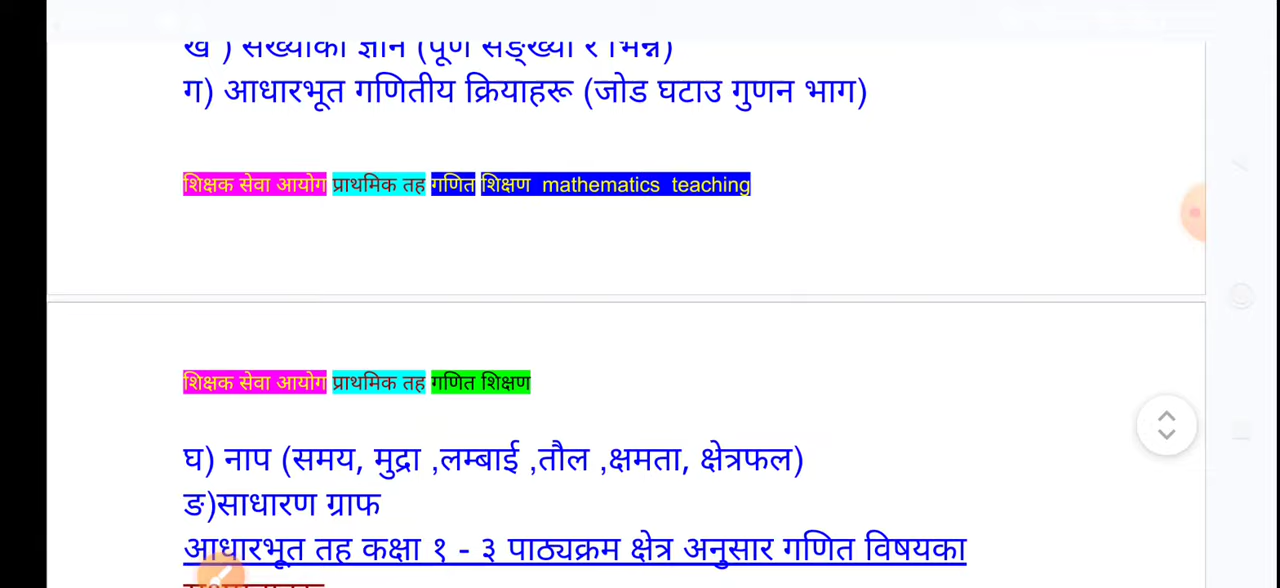 ख ) संख्याको ज्ञान (पूर्ण सङ्ख्या र भिन्न)
ग) आधारभूत गणितीय क्रियाहरू (जोड घटाउ गुणन भाग)
शिक्षक सेवा आयोग प्राथमिक तह गणित शिक्षण mathematics teaching
शिक्षक सेवा आयोग प्राथमिक तह गणित शिक्षण
घ) नाप (समय, मुद्रा ,लम्बाई ,तौल ,क्षमता, क्षेत्रफल)
ङ)साधारण ग्राफ
आधारभूत तह कक्षा १ - ३ पाठ्यक्रम क्षेत्र अनुसार गणित विषयका